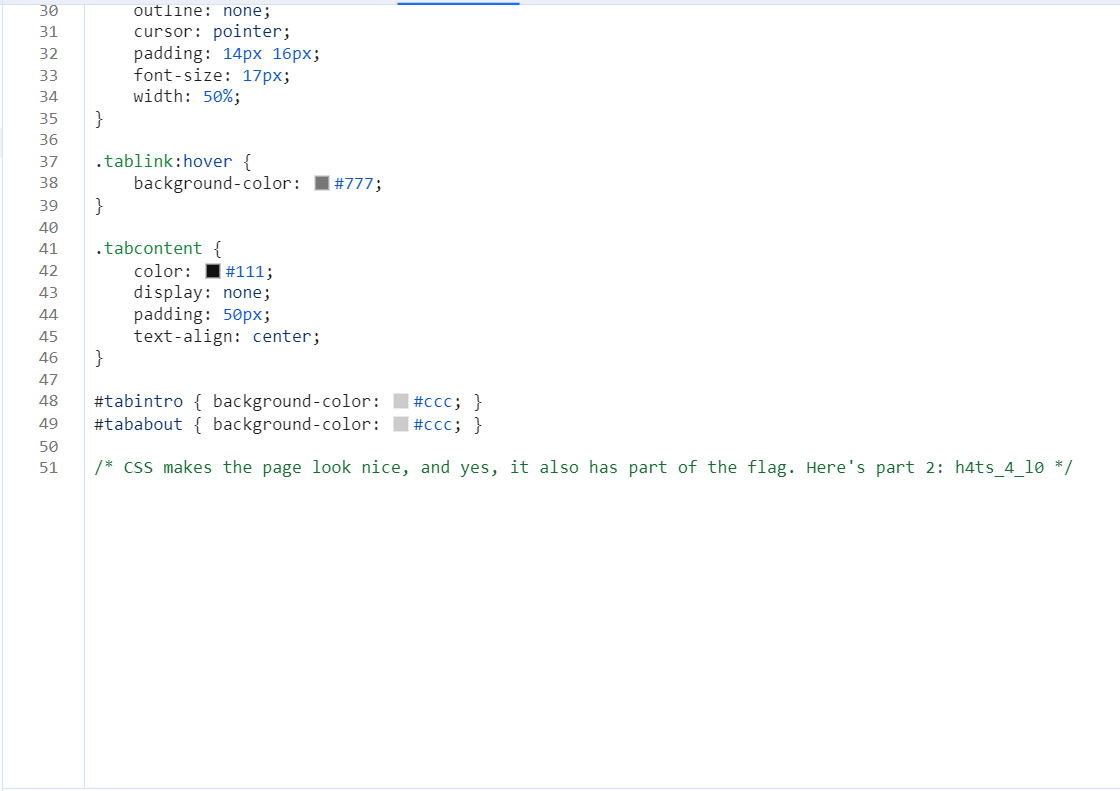 30 outline: none;
31 cursor: pointer;
32 padding: 14px 16px;
33 font-size: 17px;
34 width: 50%;
35 }
36
37 .tablink:hover {
38 background-color: #777;
39 }
40
41 .tabcontent {
42 color: #111;
43 display: none;
44 padding: 50px;
45 text-align: center;
46 }
47
48 #tabintro { background-color: #ccc; }
49 #tababout { background-color: #ccc; }
50
51 /* CSS makes the page look nice, and yes, it also has part of the flag. Here's part 2: h4ts_4_l0 */